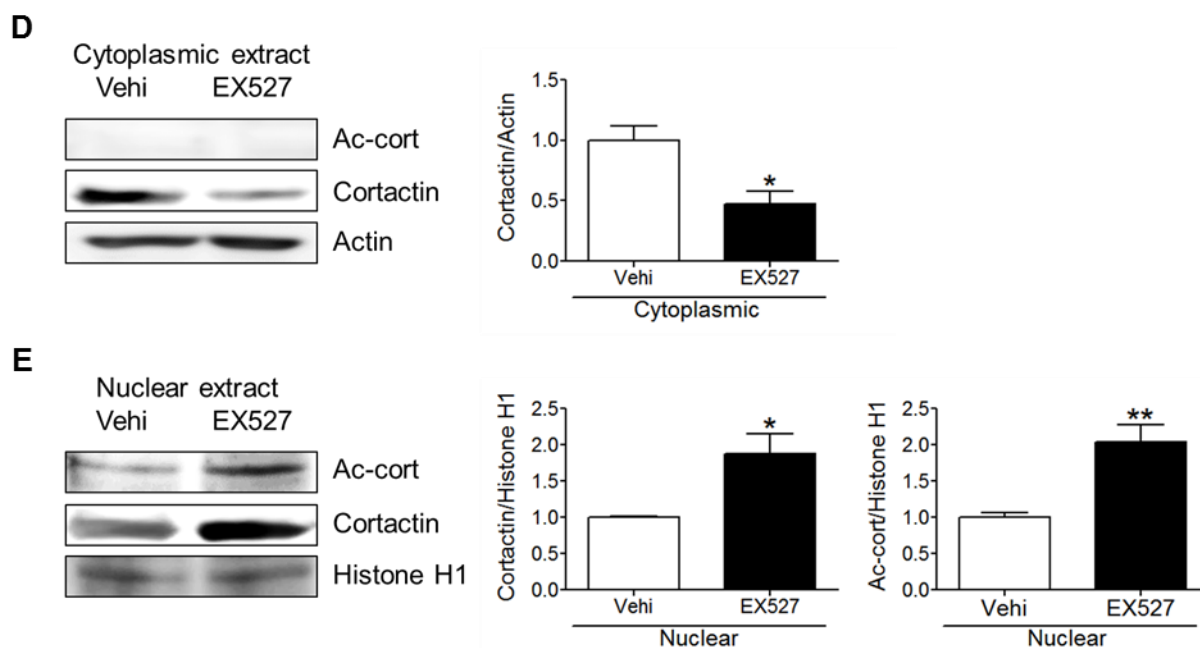 D
Cytoplasmic extract
Vehi EX527
Ac-cort
Cortactin
Actin
Cortactin/Actin
1.5
1.0
0.5
0.0
*
Vehi EX527
Cytoplasmic
E
Nuclear extract
Vehi EX527
Ac-cort
Cortactin
Histone H1
Cortactin/Histone H1
2.5
2.0
1.5
1.0
0.5
0.0
*
Vehi EX527
Nuclear
Ac-cort/Histone H1
2.5
2.0
1.5
1.0
0.5
0.0
**
Vehi EX527
Nuclear